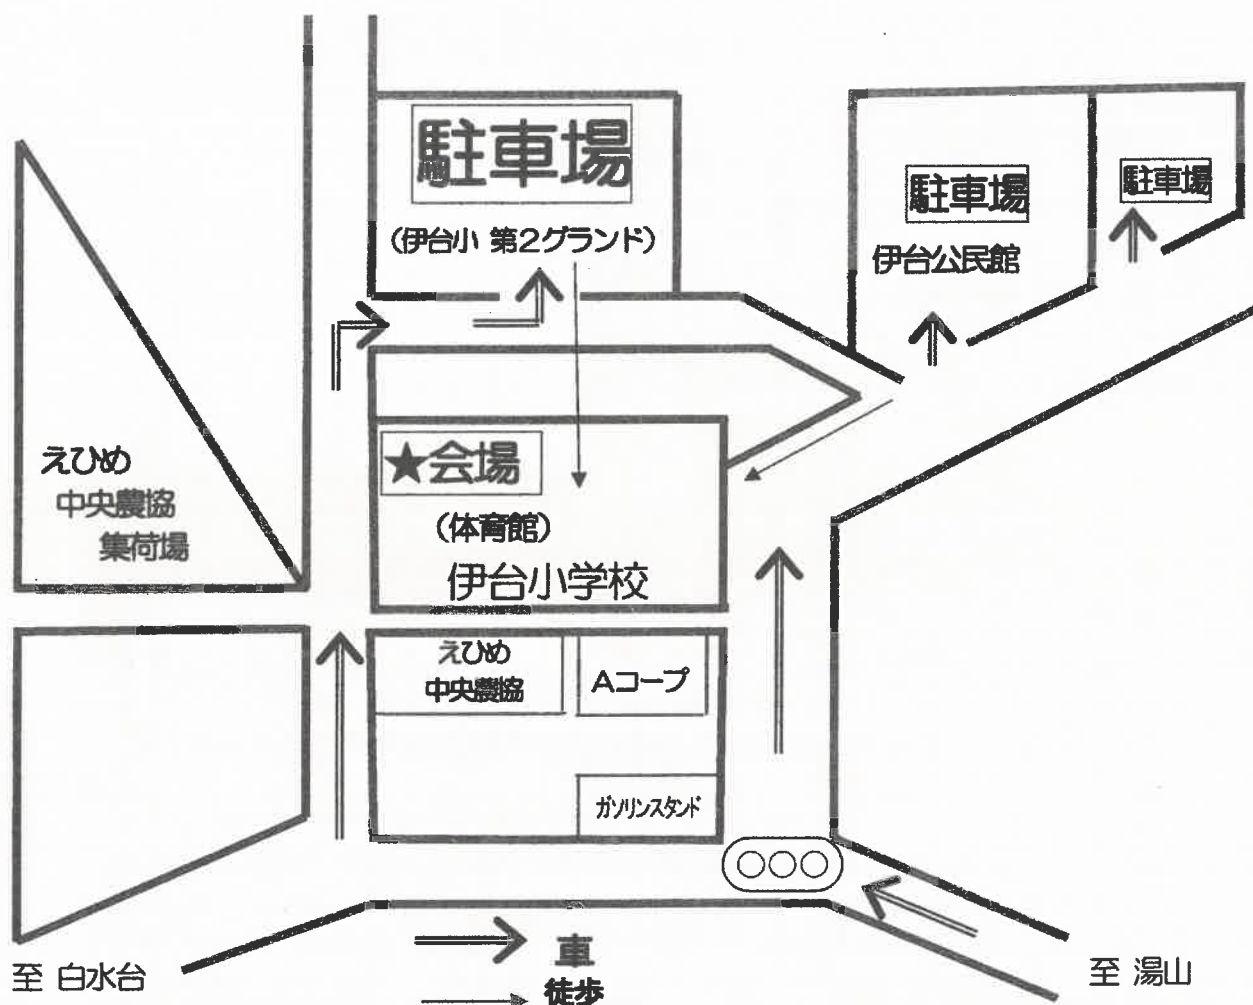 駐車場
(伊台小 第2グランド)
駐車場
伊台公民館
駐車場
えひめ
中央農協
集荷場
★会場
(体育館)
伊台小学校
えひめ
中央農協
Aコープ
ガソリンスタンド
至 白水台
車
徒歩
至 湯山